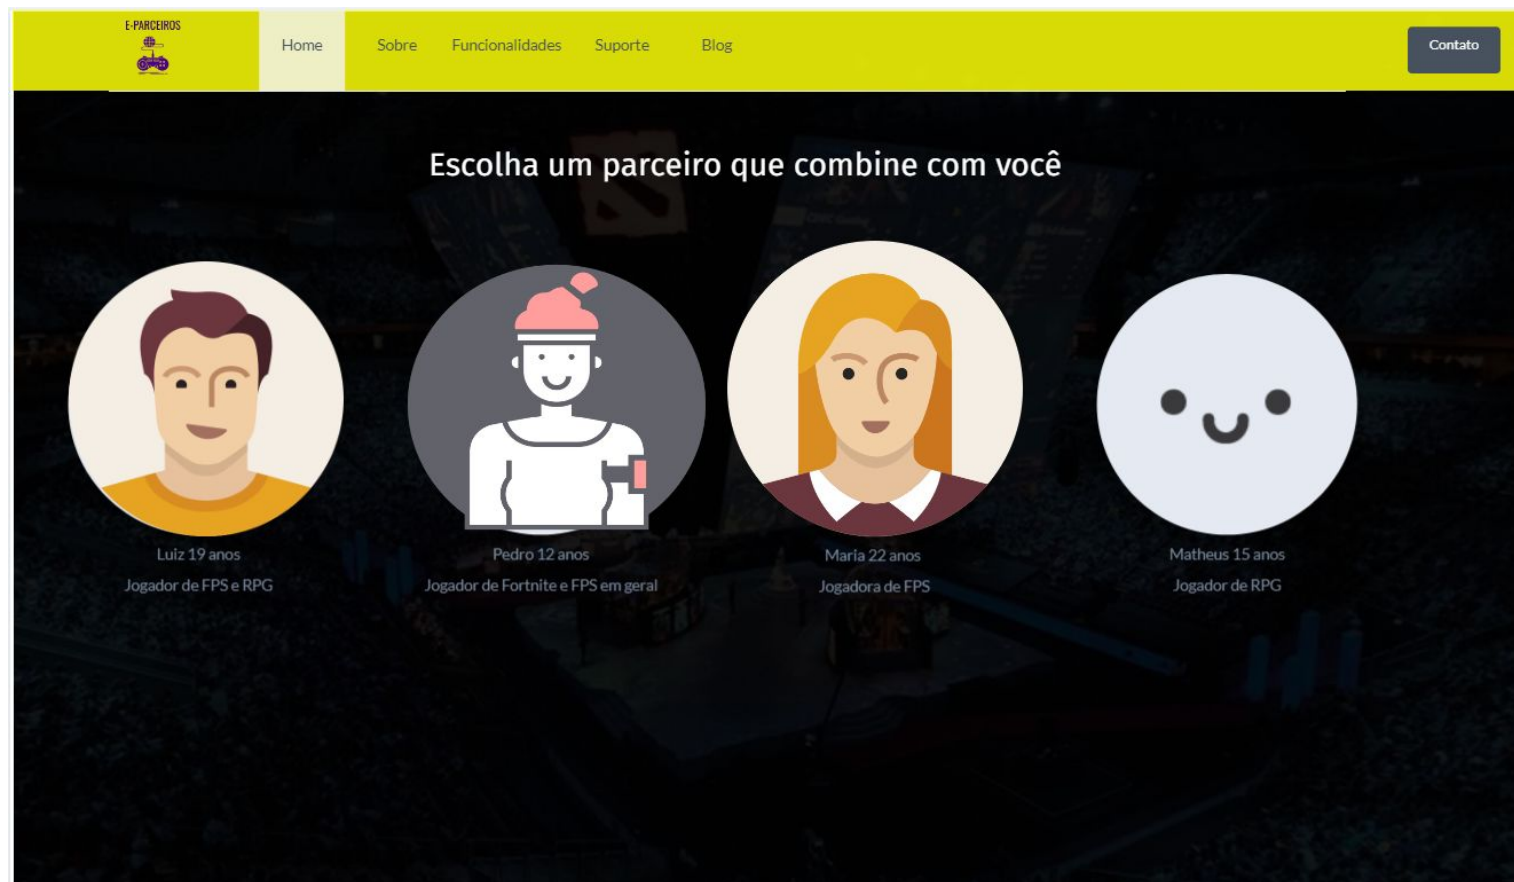 E-PARCEIROS
Home Sobre Funcionalidades Suporte Blog Contato
Escolha um parceiro que combine com você
Luiz 19 anos
Jogador de FPS e RPG
Pedro 12 anos
Jogador de Fortnite e FPS em geral
Maria 22 anos
Jogadora de FPS
Matheus 15 anos
Jogador de RPG